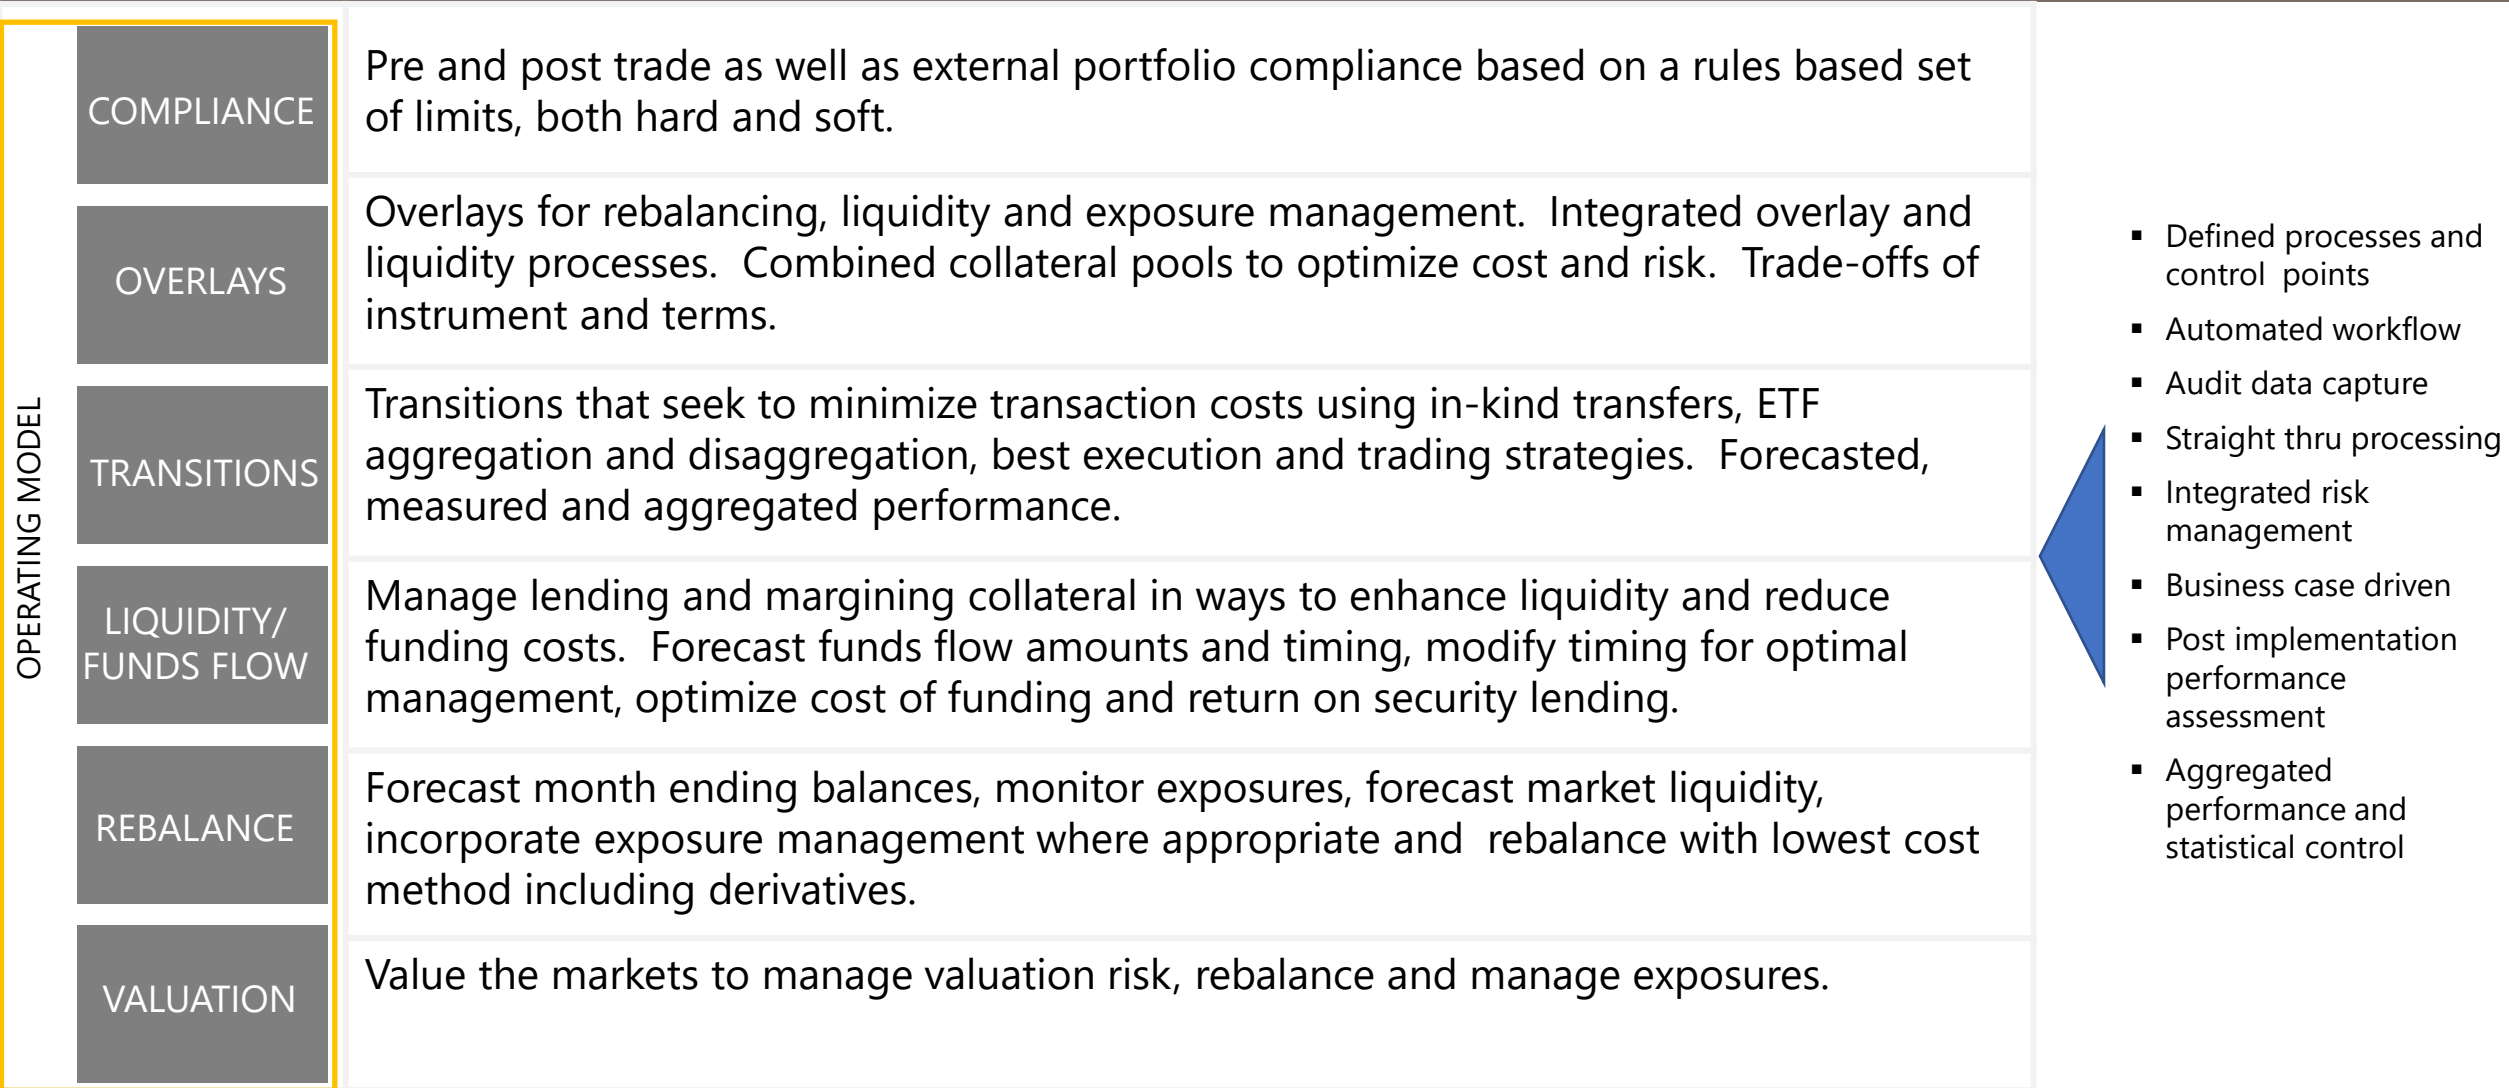 OPERATING MODEL
COMPLIANCE
Pre and post trade as well as external portfolio compliance based on a rules based set
of limits, both hard and soft.
OVERLAYS
Overlays for rebalancing, liquidity and exposure management.  Integrated overlay and
liquidity processes.  Combined collateral pools to optimize cost and risk.  Trade-offs of
instrument and terms.
TRANSITIONS
Transitions that seek to minimize transaction costs using in-kind transfers, ETF
aggregation and disaggregation, best execution and trading strategies.  Forecasted,
measured and aggregated performance.
LIQUIDITY/
FUNDS FLOW
Manage lending and margining collateral in ways to enhance liquidity and reduce
funding costs.  Forecast funds flow amounts and timing, modify timing for optimal
management, optimize cost of funding and return on security lending.
REBALANCE
Forecast month ending balances, monitor exposures, forecast market liquidity,
incorporate exposure management where appropriate and  rebalance with lowest cost
method including derivatives.
VALUATION
Value the markets to manage valuation risk, rebalance and manage exposures.
▪ Defined processes and
control  points
▪ Automated workflow
▪ Audit data capture
▪ Straight thru processing
▪ Integrated risk
management
▪ Business case driven
▪ Post implementation
performance
assessment
▪ Aggregated
performance and
statistical control